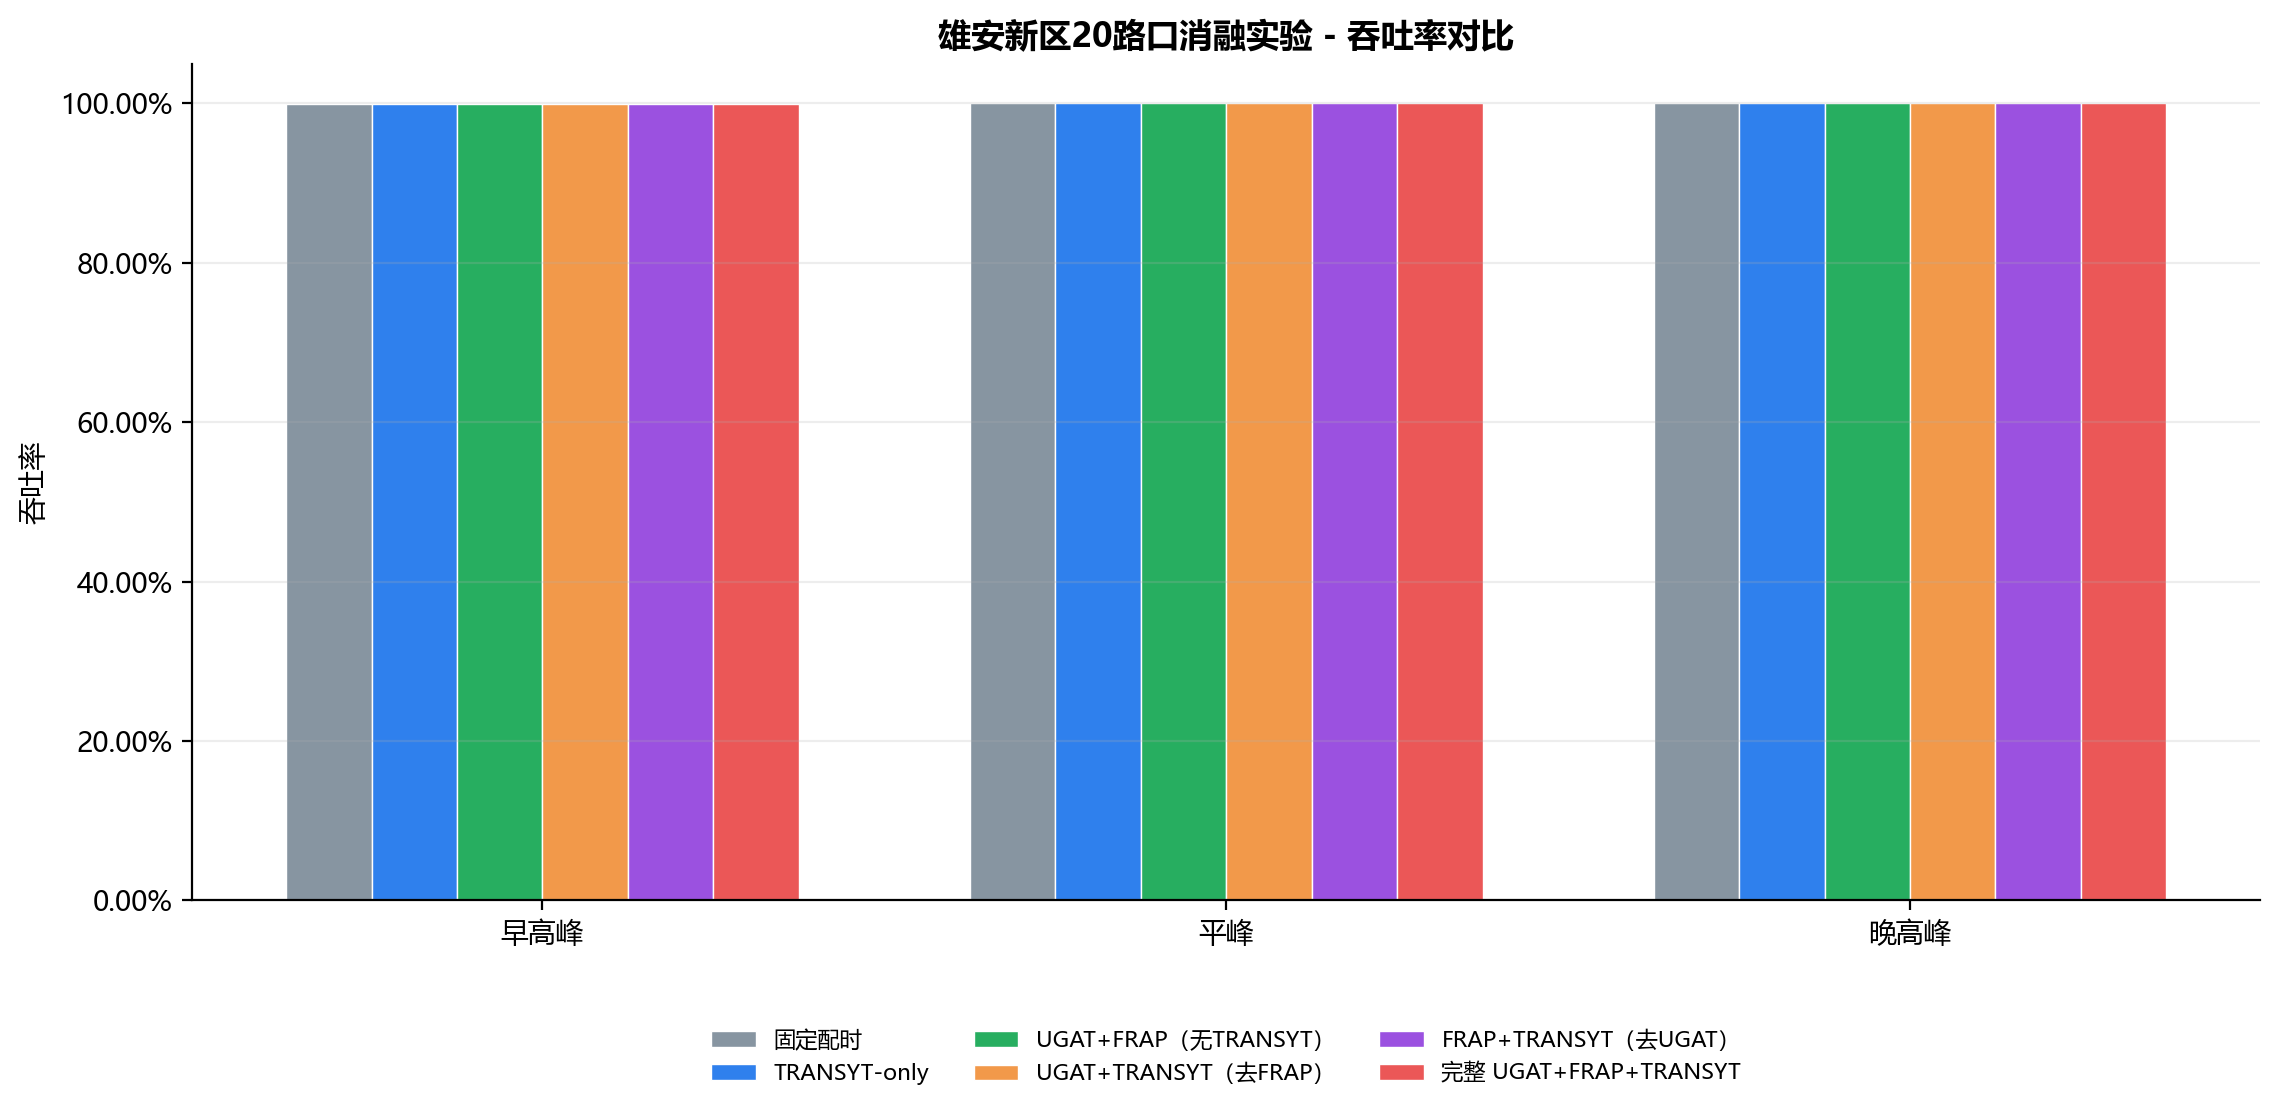 雄安新区20路口消融实验 - 吞吐率对比
吞吐率
100.00%
80.00%
60.00%
40.00%
20.00%
0.00%
早高峰
平峰
晚高峰
固定配时
TRANSYT-only
UGAT+FRAP（无TRANSYT）
UGAT+TRANSYT（去FRAP）
FRAP+TRANSYT（去UGAT）
完整 UGAT+FRAP+TRANSYT